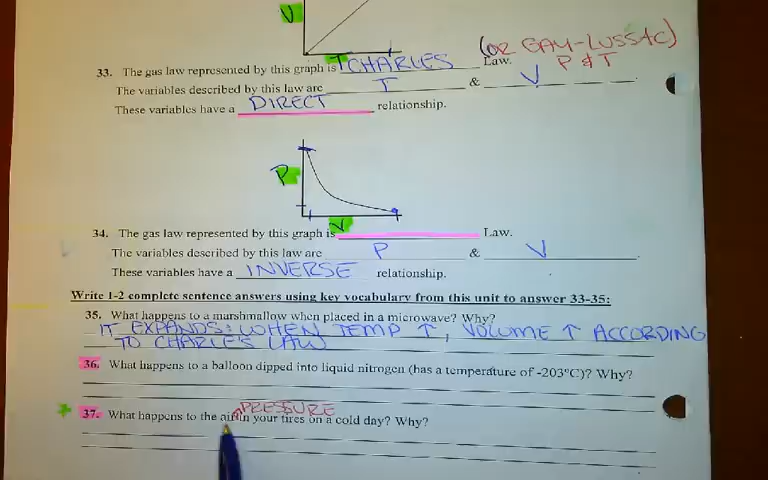 V
T
(OR GAY-LUSSAC)
33. The gas law represented by this graph is CHARLES Law. P & T
The variables described by this law are T & V
These variables have a DIRECT relationship.
P
V
34. The gas law represented by this graph is Law.
The variables described by this law are P & V
These variables have a INVERSE relationship.
Write 1-2 complete sentence answers using key vocabulary from this unit to answer 33-35:
35. What happens to a marshmallow when placed in a microwave? Why?
IT EXPANDS: WHEN TEMP ↑, VOLUME ↑ ACCORDING
TO CHARLE'S LAW
36. What happens to a balloon dipped into liquid nitrogen (has a temperature of -203°C)? Why?
PRESSURE
37. What happens to the air in your tires on a cold day? Why?